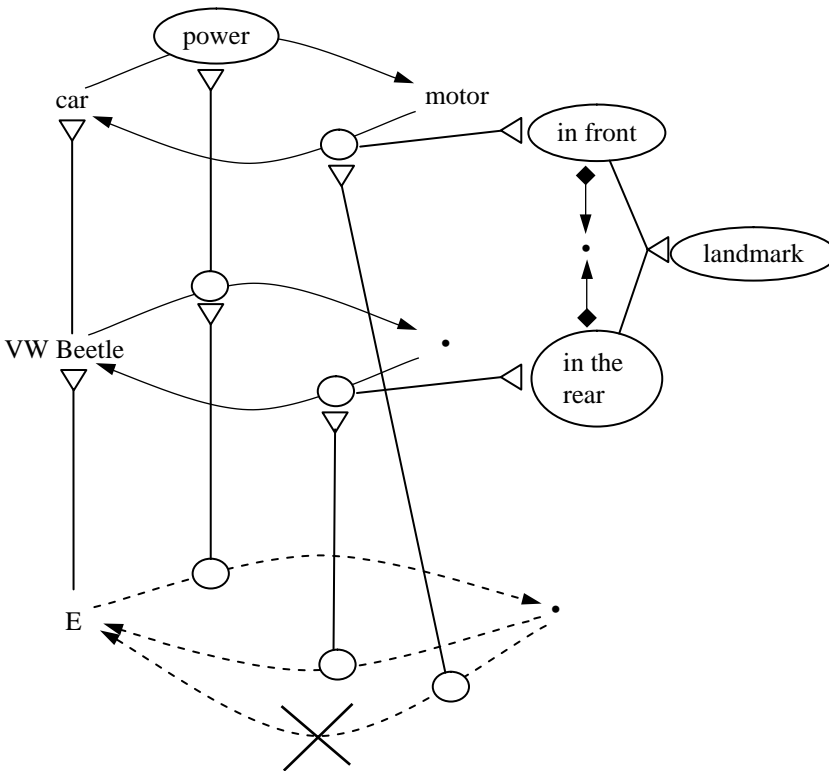 power
car
motor
in front
landmark
VW Beetle
in the
rear
E